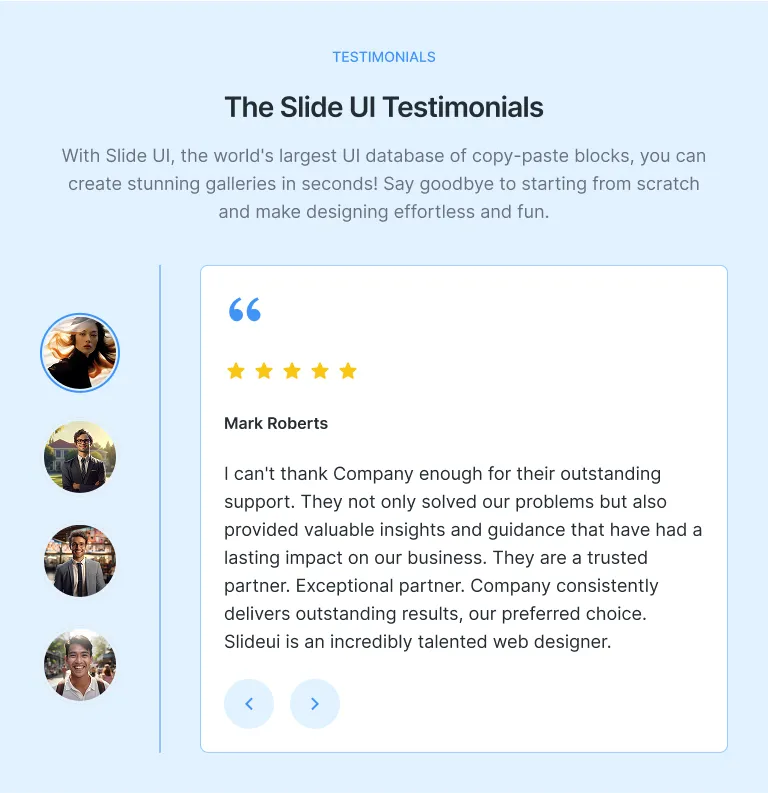 TESTIMONIALS
The Slide UI Testimonials
With Slide UI, the world's largest UI database of copy-paste blocks, you can
create stunning galleries in seconds! Say goodbye to starting from scratch
and make designing effortless and fun.
Mark Roberts
I can't thank Company enough for their outstanding
support. They not only solved our problems but also
provided valuable insights and guidance that have had a
lasting impact on our business. They are a trusted
partner. Exceptional partner. Company consistently
delivers outstanding results, our preferred choice.
Slideui is an incredibly talented web designer.